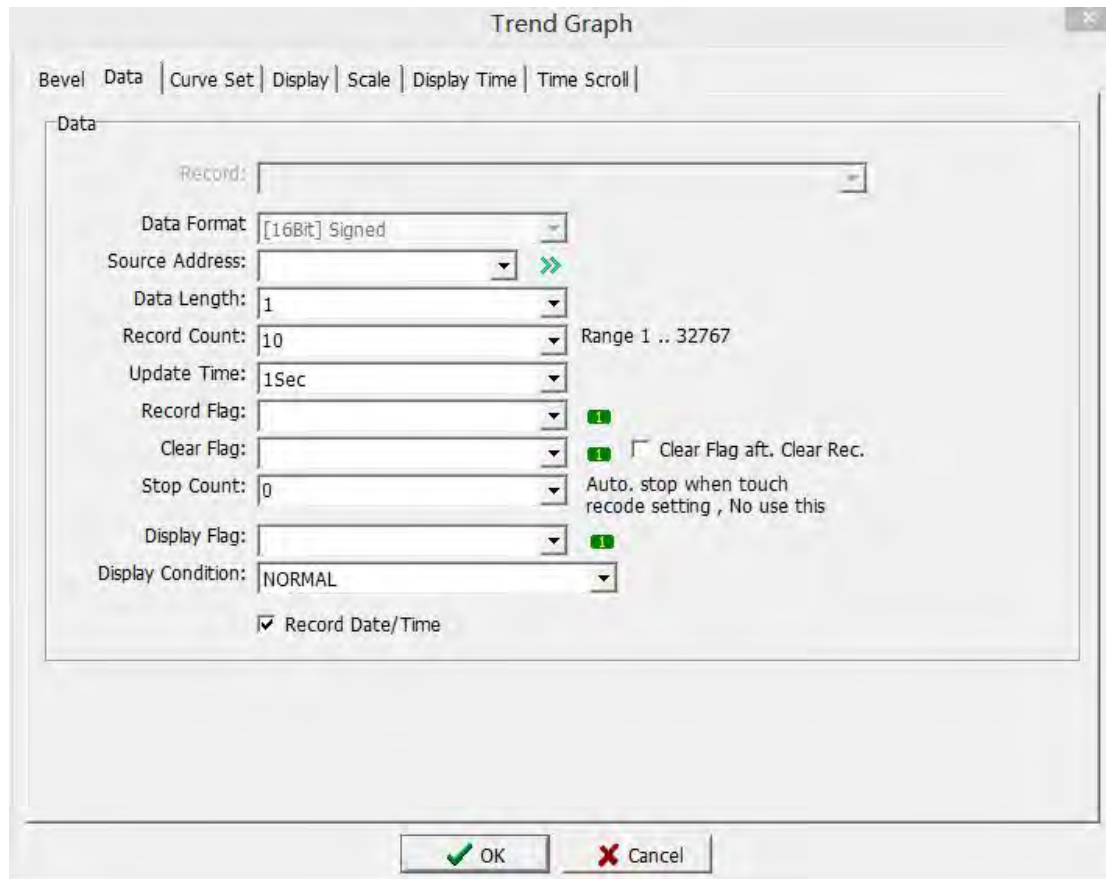 Trend Graph
Bevel Data Curve Set Display Scale Display Time Time Scroll
Data
Record:
Data Format [16Bit] Signed
Source Address:
Data Length: 1
Record Count: 10 Range 1 .. 32767
Update Time: 1Sec
Record Flag: 1
Clear Flag: 1 Clear Flag aft. Clear Rec.
Stop Count: 0 Auto. stop when touch
recode setting , No use this
Display Flag: 1
Display Condition: NORMAL
Record Date/Time
OK Cancel